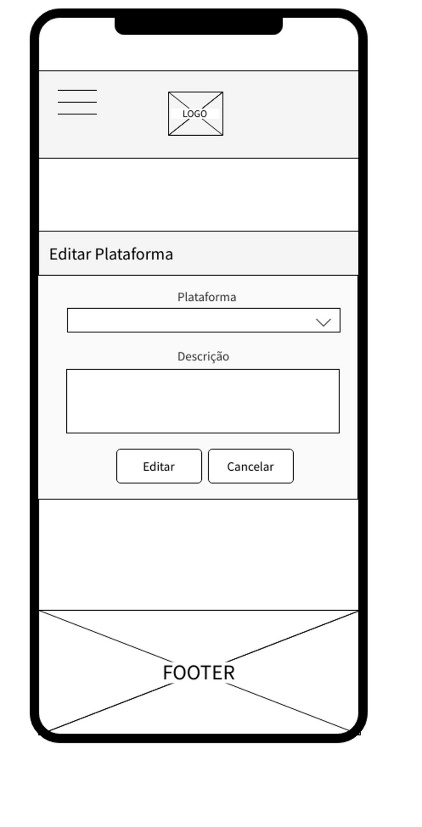 LOGO
Editar Plataforma
Plataforma
Descrição
Editar
Cancelar
FOOTER